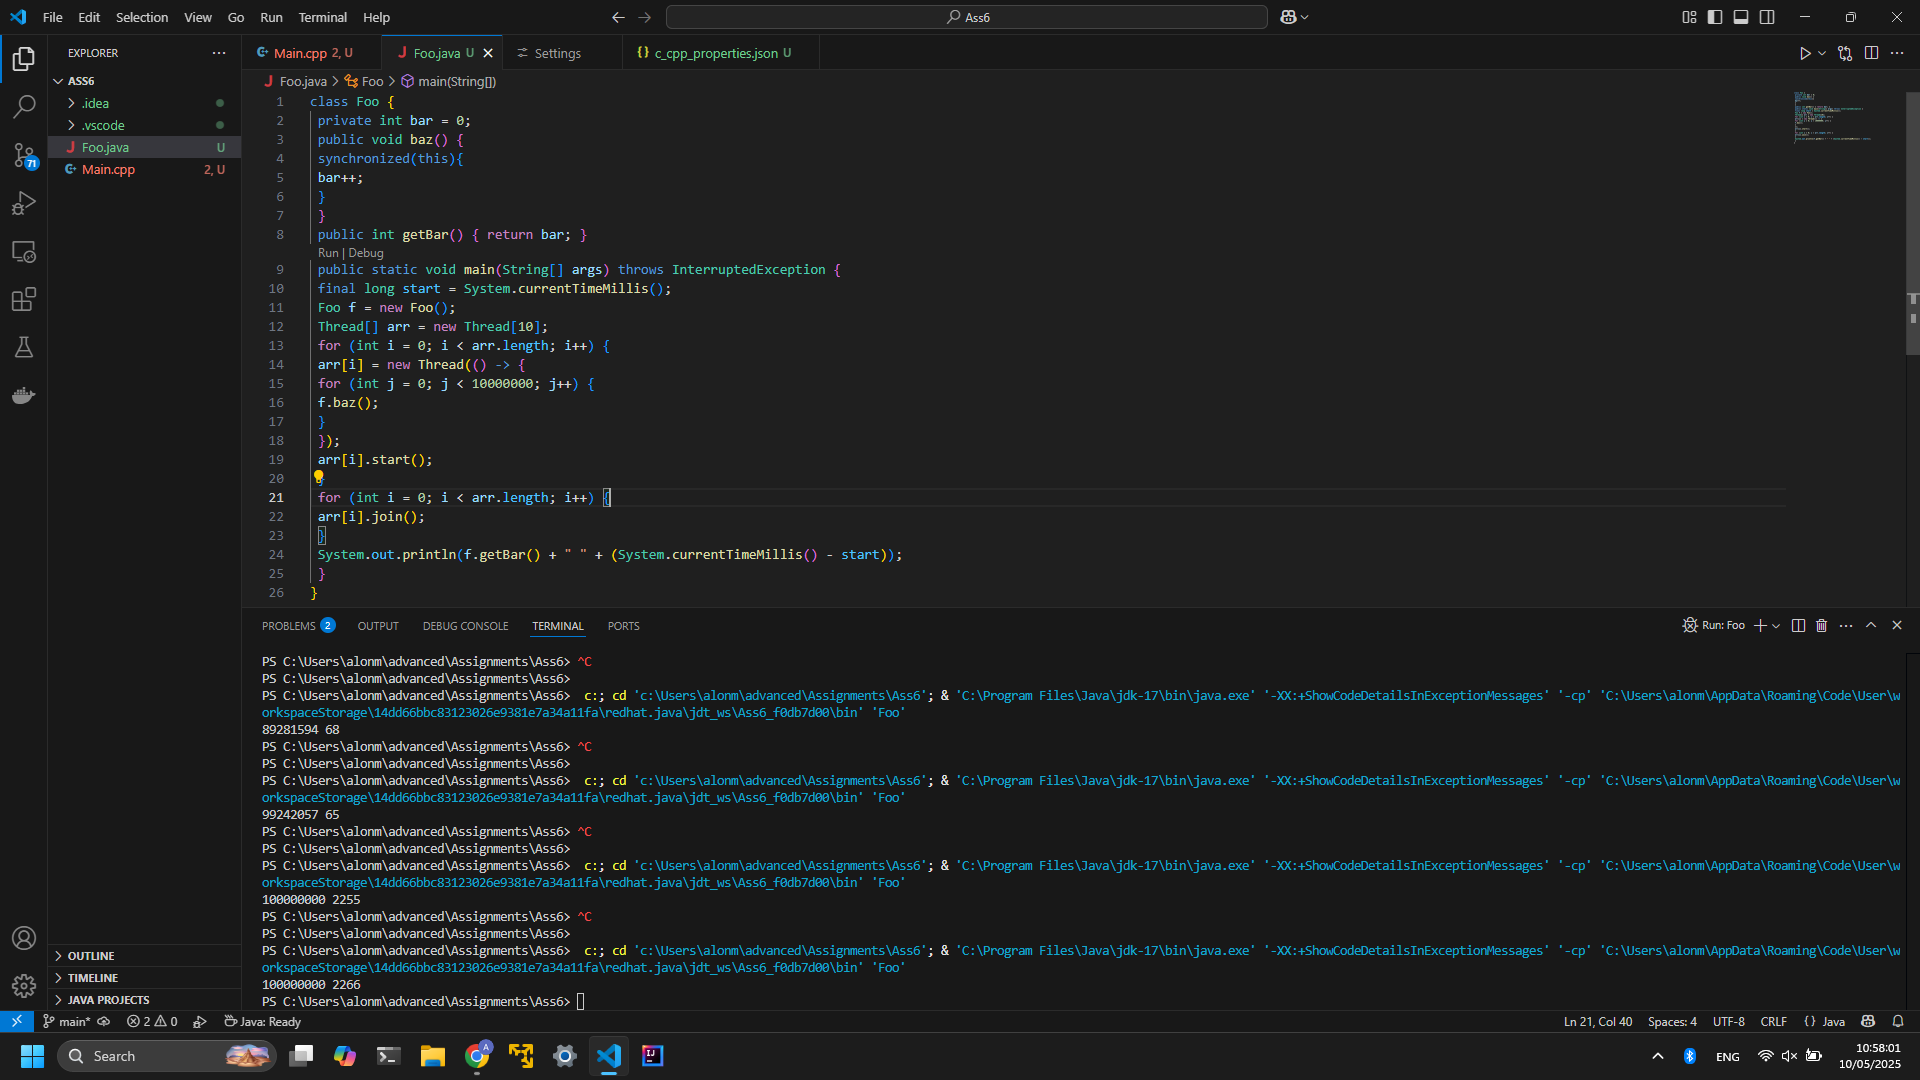 File Edit Selection View Go Run Terminal Help
Ass6
EXPLORER
ASS6
.idea
.vscode
Foo.java U
Main.cpp 2, U
71
Main.cpp 2, U
Foo.java U
Settings
c_cpp_properties.json U
Foo.java > Foo > main(String[])
1 class Foo {
2 private int bar = 0;
3 public void baz() {
4 synchronized(this){
5 bar++;
6 }
7 }
8 public int getBar() { return bar; }
Run | Debug
9 public static void main(String[] args) throws InterruptedException {
10 final long start = System.currentTimeMillis();
11 Foo f = new Foo();
12 Thread[] arr = new Thread[10];
13 for (int i = 0; i < arr.length; i++) {
14 arr[i] = new Thread(() -> {
15 for (int j = 0; j < 10000000; j++) {
16 f.baz();
17 }
18 });
19 arr[i].start();
20 }
21 for (int i = 0; i < arr.length; i++) {
22 arr[i].join();
23 }
24 System.out.println(f.getBar() + " " + (System.currentTimeMillis() - start));
25 }
26 }
PROBLEMS 2 OUTPUT DEBUG CONSOLE TERMINAL PORTS
Run: Foo
PS C:\Users\alonm\advanced\Assignments\Ass6> ^C
PS C:\Users\alonm\advanced\Assignments\Ass6>
PS C:\Users\alonm\advanced\Assignments\Ass6>  c:; cd 'c:\Users\alonm\advanced\Assignments\Ass6'; & 'C:\Program Files\Java\jdk-17\bin\java.exe' '-XX:+ShowCodeDetailsInExceptionMessages' '-cp' 'C:\Users\alonm\AppData\Roaming\Code\User\w
orkspaceStorage\14dd66bbc83123026e9381e7a34a11fa\redhat.java\jdt_ws\Ass6_f0db7d00\bin' 'Foo'
89281594 68
PS C:\Users\alonm\advanced\Assignments\Ass6> ^C
PS C:\Users\alonm\advanced\Assignments\Ass6>
PS C:\Users\alonm\advanced\Assignments\Ass6>  c:; cd 'c:\Users\alonm\advanced\Assignments\Ass6'; & 'C:\Program Files\Java\jdk-17\bin\java.exe' '-XX:+ShowCodeDetailsInExceptionMessages' '-cp' 'C:\Users\alonm\AppData\Roaming\Code\User\w
orkspaceStorage\14dd66bbc83123026e9381e7a34a11fa\redhat.java\jdt_ws\Ass6_f0db7d00\bin' 'Foo'
99242057 65
PS C:\Users\alonm\advanced\Assignments\Ass6> ^C
PS C:\Users\alonm\advanced\Assignments\Ass6>
PS C:\Users\alonm\advanced\Assignments\Ass6>  c:; cd 'c:\Users\alonm\advanced\Assignments\Ass6'; & 'C:\Program Files\Java\jdk-17\bin\java.exe' '-XX:+ShowCodeDetailsInExceptionMessages' '-cp' 'C:\Users\alonm\AppData\Roaming\Code\User\w
orkspaceStorage\14dd66bbc83123026e9381e7a34a11fa\redhat.java\jdt_ws\Ass6_f0db7d00\bin' 'Foo'
100000000 2255
PS C:\Users\alonm\advanced\Assignments\Ass6> ^C
PS C:\Users\alonm\advanced\Assignments\Ass6>
PS C:\Users\alonm\advanced\Assignments\Ass6>  c:; cd 'c:\Users\alonm\advanced\Assignments\Ass6'; & 'C:\Program Files\Java\jdk-17\bin\java.exe' '-XX:+ShowCodeDetailsInExceptionMessages' '-cp' 'C:\Users\alonm\AppData\Roaming\Code\User\w
orkspaceStorage\14dd66bbc83123026e9381e7a34a11fa\redhat.java\jdt_ws\Ass6_f0db7d00\bin' 'Foo'
100000000 2266
PS C:\Users\alonm\advanced\Assignments\Ass6>
OUTLINE
TIMELINE
JAVA PROJECTS
main* 2 0 Java: Ready
Ln 21, Col 40 Spaces: 4 UTF-8 CRLF {} Java
Search
ENG
10:58:01
10/05/2025